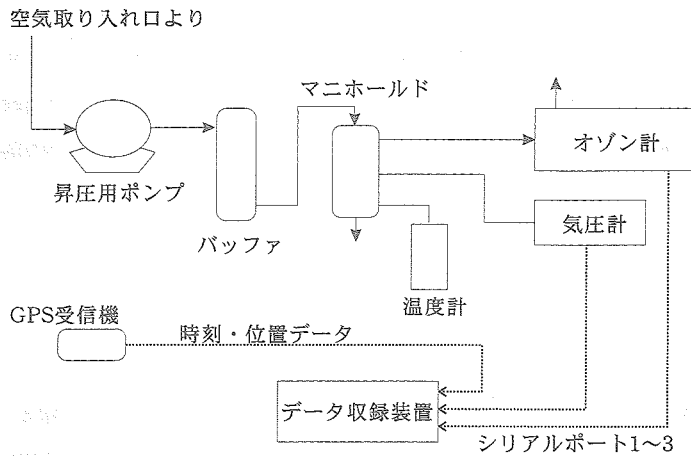 空気取り入れ口より
マニホールド
オゾン計
昇圧用ポンプ
バッファ
気圧計
温度計
GPS受信機
時刻・位置データ
データ収録装置
シリアルポート1〜3